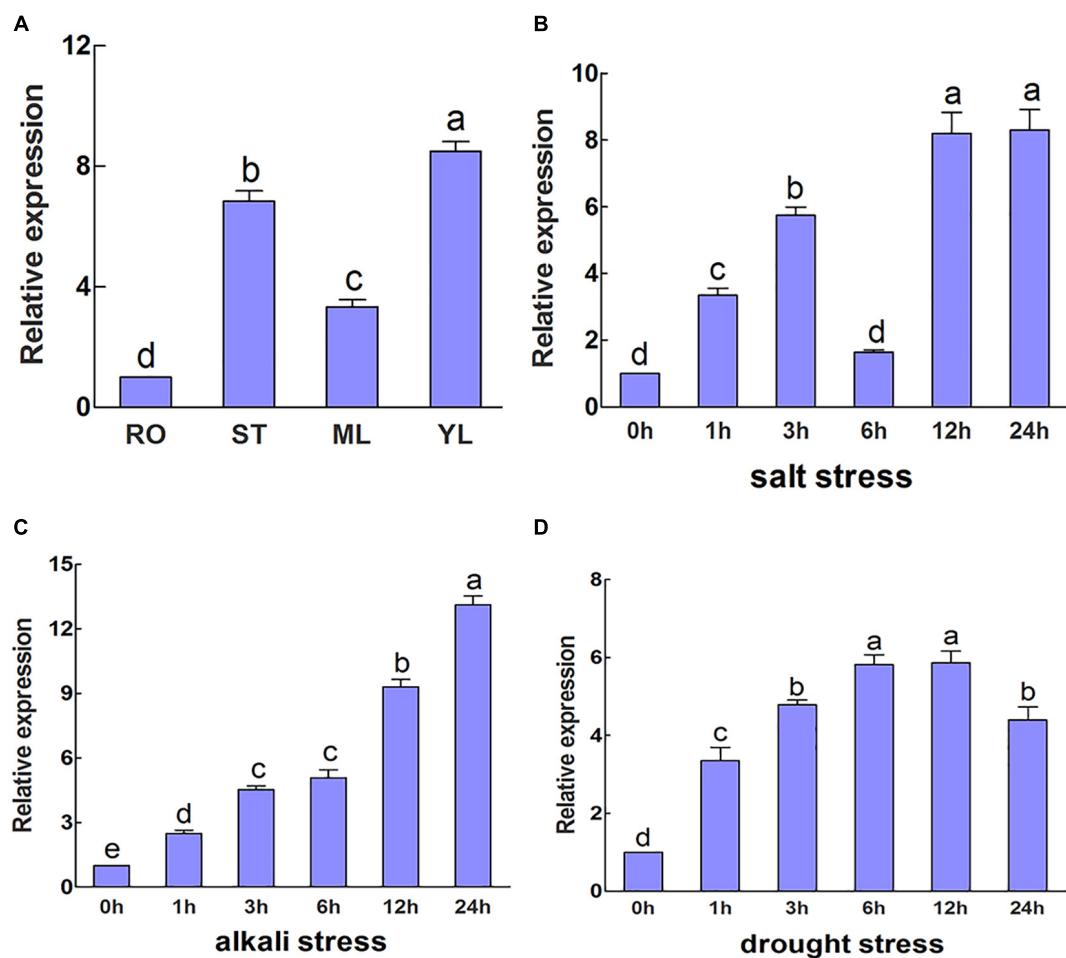 A
Relative expression
12
8
4
0
d
b
c
a
RO ST ML YL
B
Relative expression
10
8
6
4
2
0
d
c
b
d
a
a
0h 1h 3h 6h 12h 24h
salt stress
C
Relative expression
15
12
9
6
3
0
e
d
c
c
b
a
0h 1h 3h 6h 12h 24h
alkali stress
D
Relative expression
8
6
4
2
0
d
c
b
a
a
b
0h 1h 3h 6h 12h 24h
drought stress